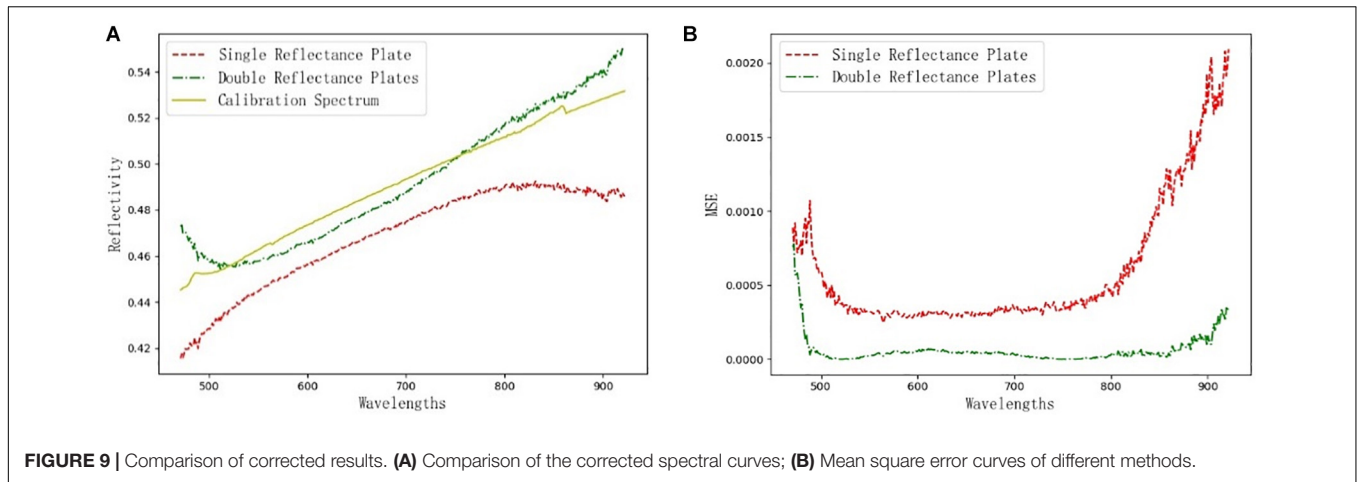 A
Single Reflectance Plate
Double Reflectance Plates
Calibration Spectrum
Reflectivity
0.54
0.52
0.50
0.48
0.46
0.44
0.42
500 600 700 800 900
Wavelengths
B
Single Reflectance Plate
Double Reflectance Plates
MSE
0.0020
0.0015
0.0010
0.0005
0.0000
500 600 700 800 900
Wavelengths
FIGURE 9 | Comparison of corrected results. (A) Comparison of the corrected spectral curves; (B) Mean square error curves of different methods.